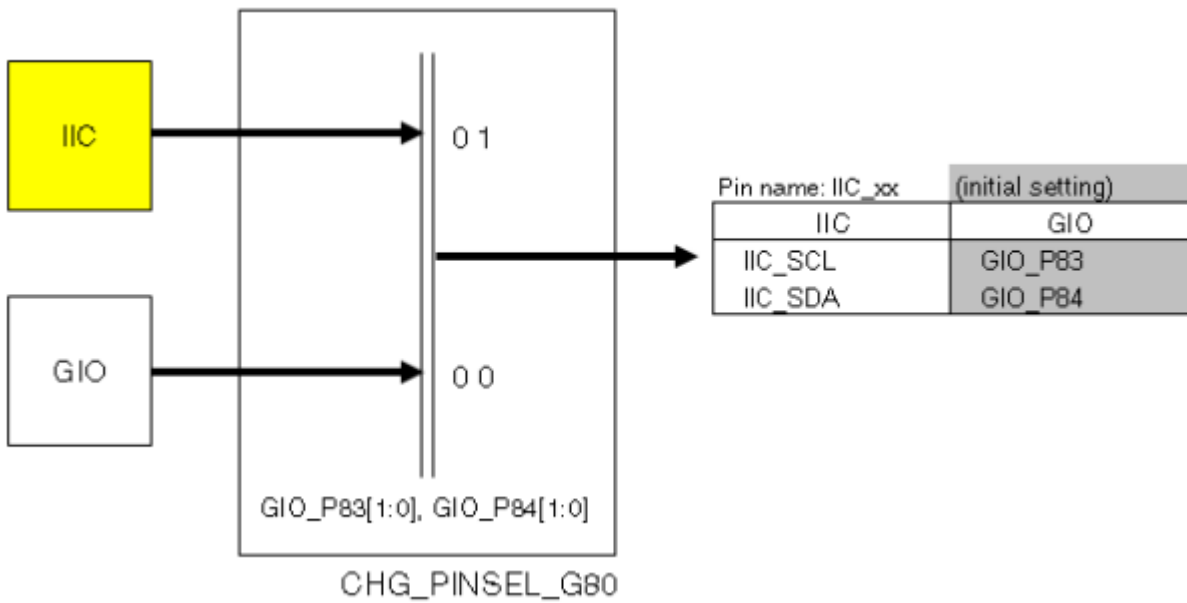 IIC
0 1
Pin name: IIC_xx (initial setting)
IIC GIO
IIC_SCL GIO_P83
IIC_SDA GIO_P84
GIO
0 0
GIO_P83[1:0], GIO_P84[1:0]
CHG_PINSEL_G80